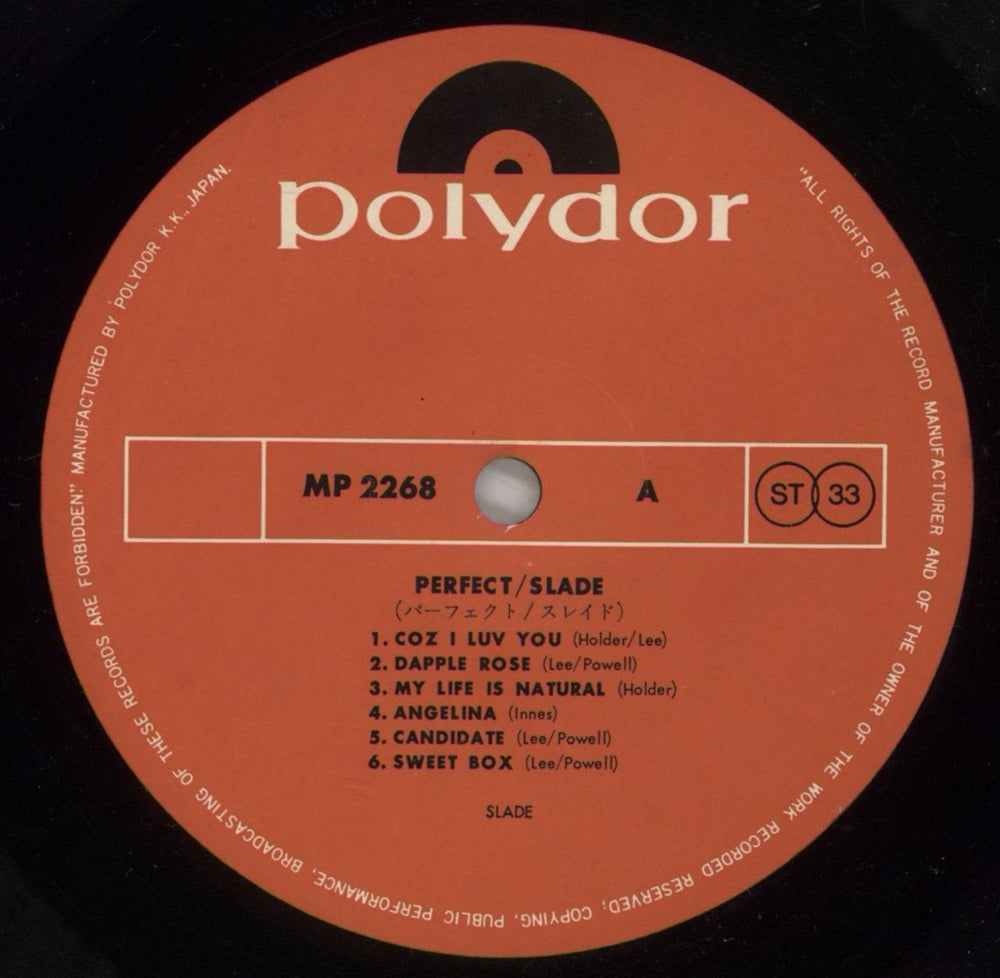 polydor
"ALL RIGHTS OF THE RECORD MANUFACTURER AND OF THE OWNER OF THE WORK RECORDED RESERVED; COPYING, PUBLIC PERFORMANCE, BROADCASTING OF THESE RECORDS ARE FORBIDDEN." MANUFACTURED BY POLYDOR K.K., JAPAN.
MP 2268 A ST 33
PERFECT/SLADE
(パーフェクト/スレイド)
1. COZ I LUV YOU (Holder/Lee)
2. DAPPLE ROSE (Lee/Powell)
3. MY LIFE IS NATURAL (Holder)
4. ANGELINA (Innes)
5. CANDIDATE (Lee/Powell)
6. SWEET BOX (Lee/Powell)
SLADE